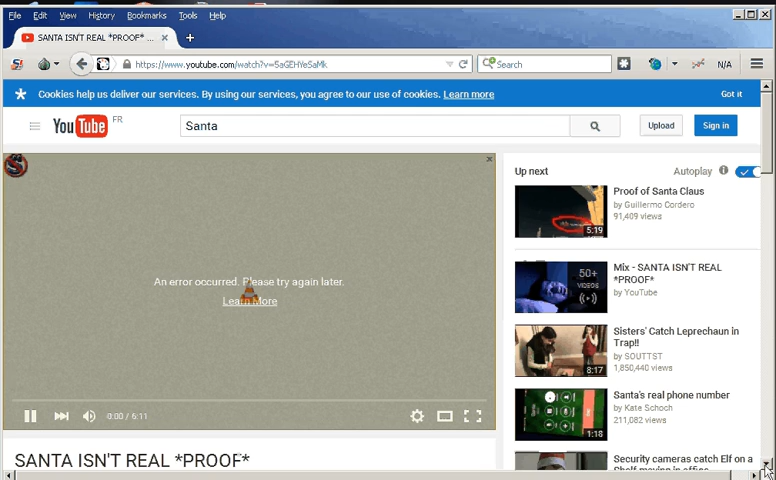 File Edit View History Bookmarks Tools Help
SANTA ISN'T REAL *PROOF* ...
https://www.youtube.com/watch?v=5aGEHYeSaMk
Search
N/A
Cookies help us deliver our services. By using our services, you agree to our use of cookies. Learn more
Got it
YouTube FR
Santa
Upload
Sign in
An error occurred. Please try again later.
Learn More
0:00 / 6:11
SANTA ISN'T REAL *PROOF*
Up next
Autoplay
Proof of Santa Claus
by Guillermo Cordero
91,409 views
5:19
Mix - SANTA ISN'T REAL
*PROOF*
by YouTube
50+
VIDEOS
Sisters' Catch Leprechaun in
Trap!!
by SOUTTST
1,850,440 views
8:17
Santa's real phone number
by Kate Schoch
211,082 views
1:18
Security cameras catch Elf on a
Shelf moving in office